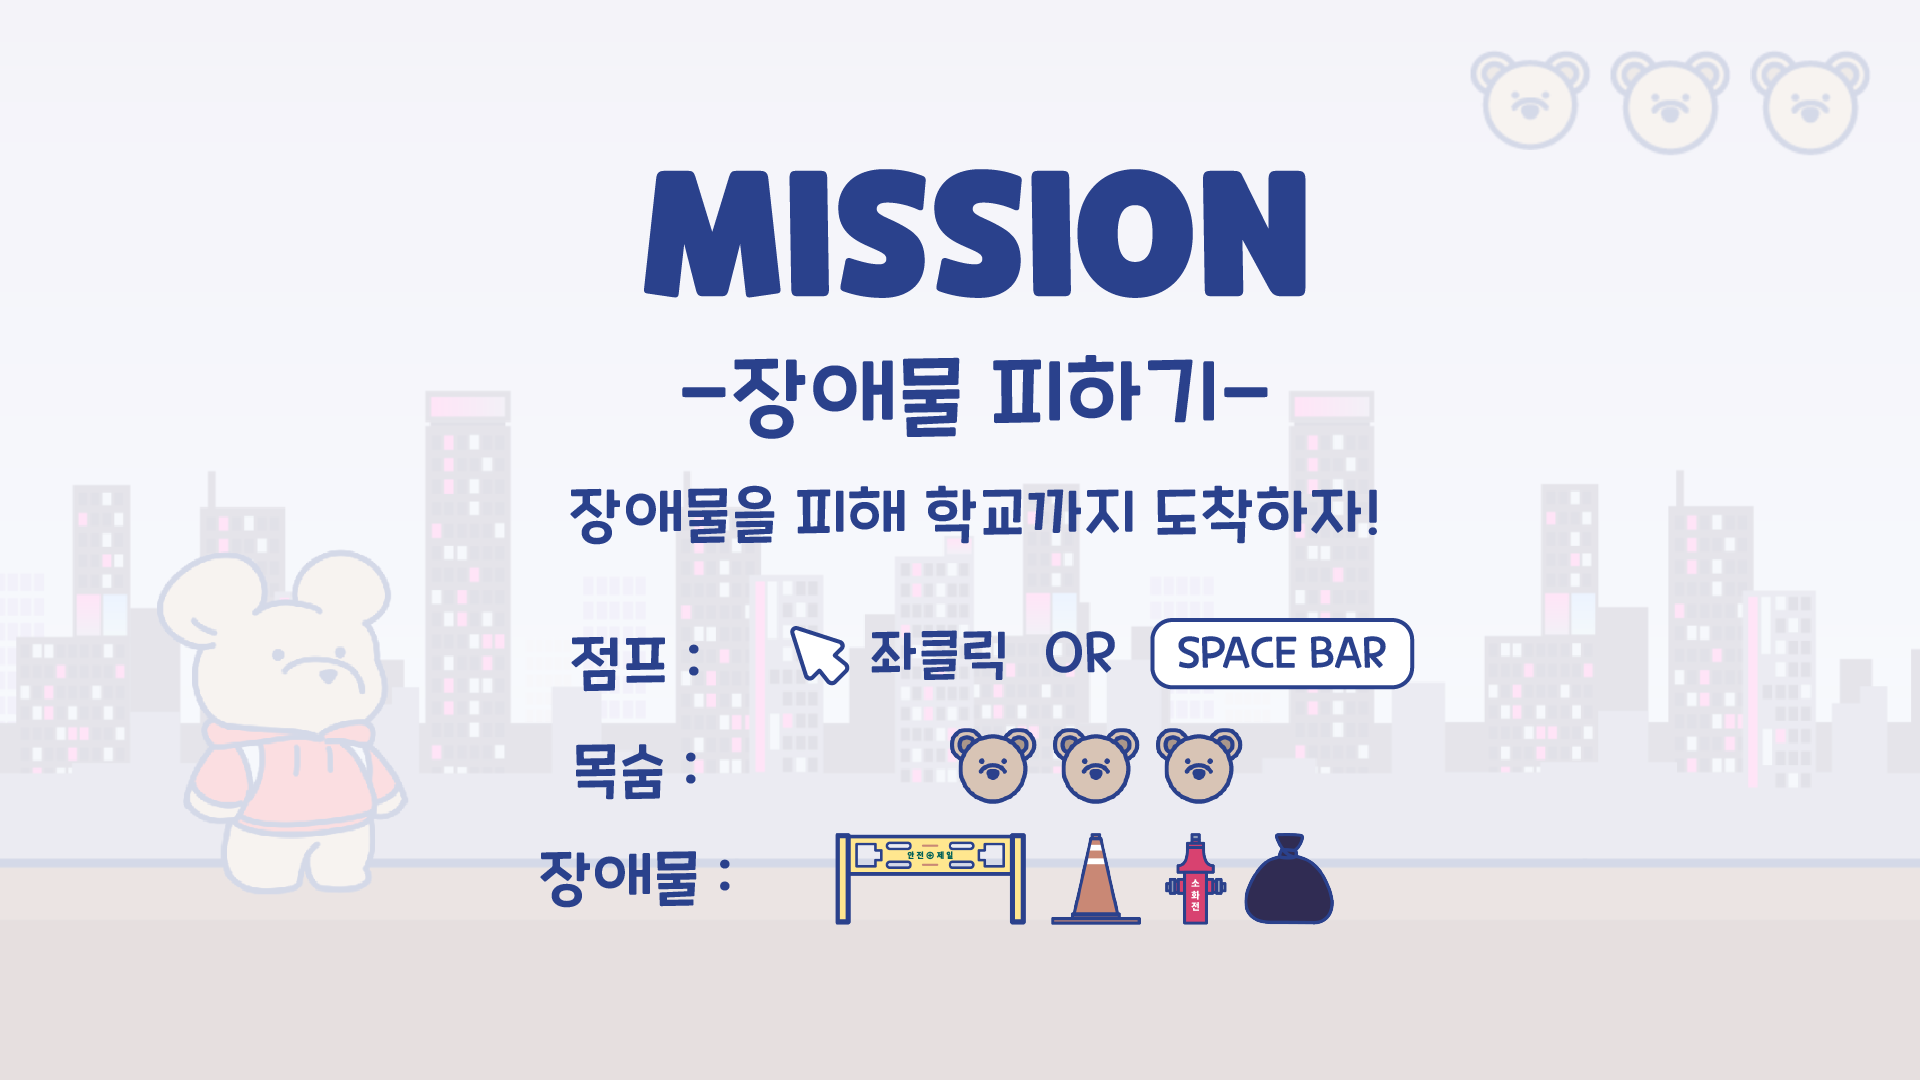 MISSION
-장애물 피하기-
장애물을 피해 학교까지 도착하자!
점프 : 좌클릭 OR SPACE BAR
목숨 :
장애물 :
안전 제일
소화전